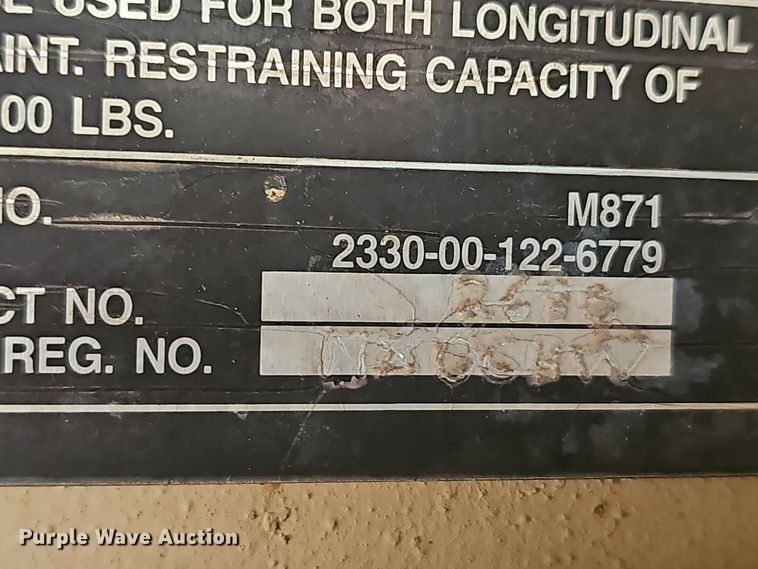 USED FOR BOTH LONGITUDINAL
AINT. RESTRAINING CAPACITY OF
00 LBS.
NO. M871
2330-00-122-6779
CT NO.
REG. NO.
Purple Wave Auction